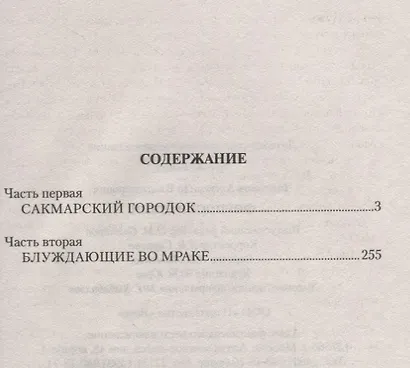 СОДЕРЖАНИЕ
Часть первая
САКМАРСКИЙ ГОРОДОК.....3
Часть вторая
БЛУЖДАЮЩИЕ ВО МРАКЕ.....255